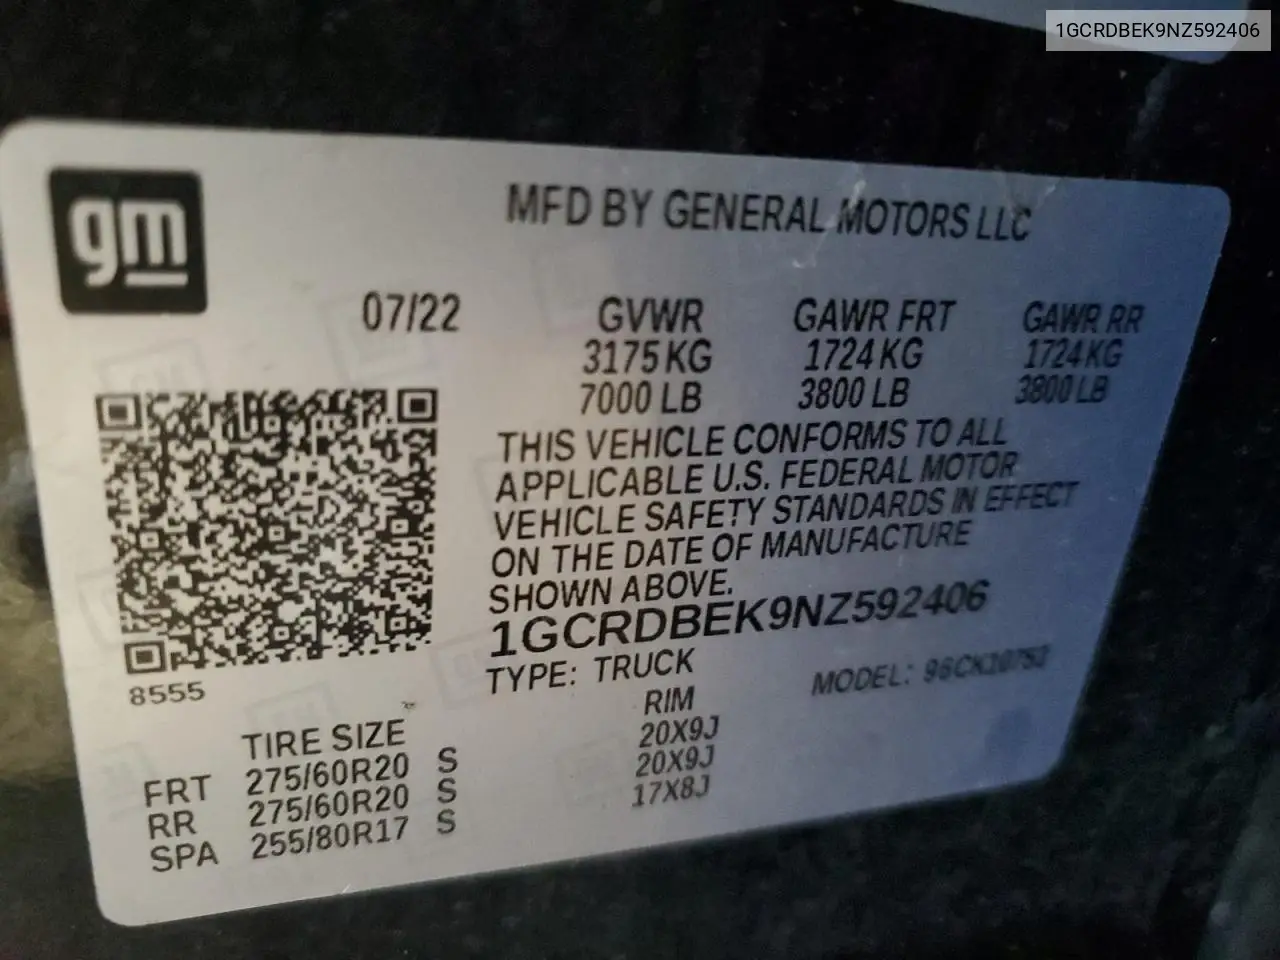 1GCRDBEK9NZ592406
gm
MFD BY GENERAL MOTORS LLC
07/22 GVWR GAWR FRT GAWR RR
3175 KG 1724 KG 1724 KG
7000 LB 3800 LB 3800 LB
THIS VEHICLE CONFORMS TO ALL
APPLICABLE U.S. FEDERAL MOTOR
VEHICLE SAFETY STANDARDS IN EFFECT
ON THE DATE OF MANUFACTURE
SHOWN ABOVE.
1GCRDBEK9NZ592406
8555
TYPE: TRUCK MODEL:
TIRE SIZE RIM
FRT 275/60R20 S 20X9J
RR 275/60R20 S 20X9J
SPA 255/80R17 S 17X8J